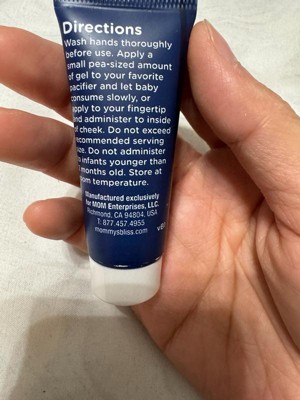 Directions
Wash hands thoroughly
before use. Apply a
small pea-sized amount
of gel to your favorite
pacifier and let baby
consume slowly, or
apply to your fingertip
and administer to inside
of cheek. Do not exceed
recommended serving
size. Do not administer
to infants younger than
months old. Store at
room temperature.
Manufactured exclusively
for MOM Enterprises, LLC.
Richmond, CA 94804, USA
T. 877.457.4955
mommysbliss.com